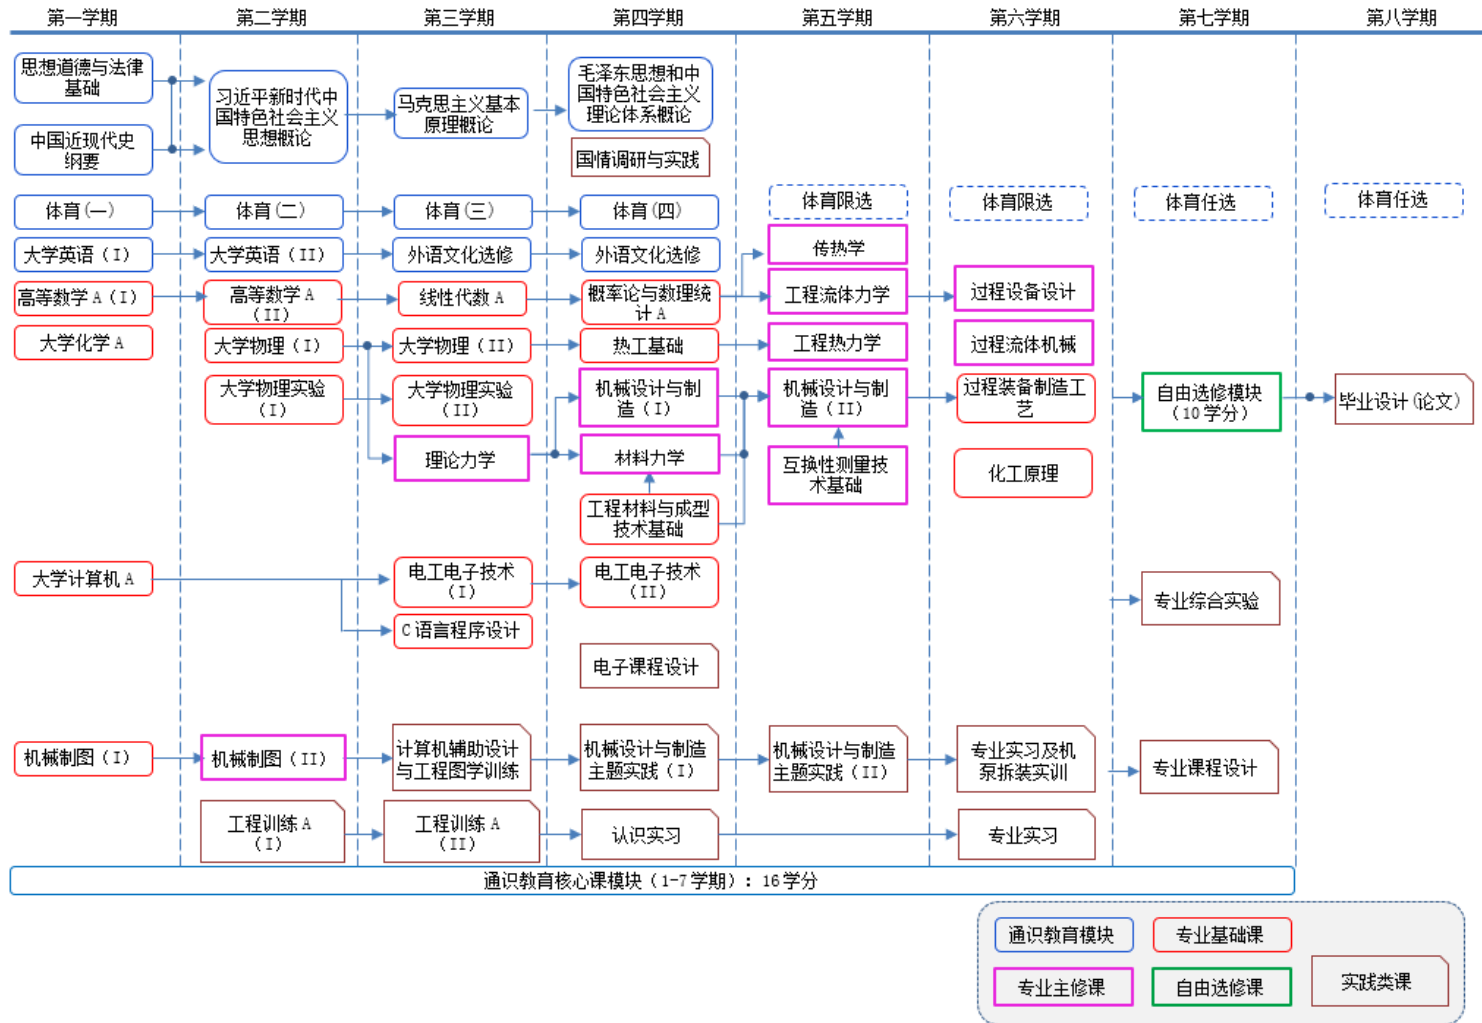 第一学期
第二学期
第三学期
第四学期
第五学期
第六学期
第七学期
第八学期
思想道德与法律
基础
中国近现代史
纲要
习近平新时代中
国特色社会主义
思想概论
马克思主义基本
原理概论
毛泽东思想和中
国特色社会主义
理论体系概论
国情调研与实践
体育(一)
体育(二)
体育(三)
体育(四)
体育限选
体育限选
体育任选
体育任选
大学英语（I）
大学英语（II）
外语文化选修
外语文化选修
传热学
高等数学A（I）
高等数学A
（II）
线性代数A
概率论与数理统
计A
工程流体力学
过程设备设计
大学化学A
大学物理（I）
大学物理（II）
热工基础
工程热力学
过程流体机械
大学物理实验
（I）
大学物理实验
（II）
机械设计与制
造（I）
机械设计与制
造（II）
过程装备制造工
艺
自由选修模块
（10学分）
毕业设计(论文)
理论力学
材料力学
互换性测量技
术基础
化工原理
工程材料与成型
技术基础
大学计算机A
电工电子技术
（I）
电工电子技术
（II）
专业综合实验
C语言程序设计
电子课程设计
机械制图（I）
机械制图（II）
计算机辅助设计
与工程图学训练
机械设计与制造
主题实践（I）
机械设计与制造
主题实践（II）
专业实习及机
泵拆装实训
专业课程设计
工程训练A
（I）
工程训练A
（II）
认识实习
专业实习
通识教育核心课模块（1-7学期）：16学分
通识教育模块
专业基础课
专业主修课
自由选修课
实践类课